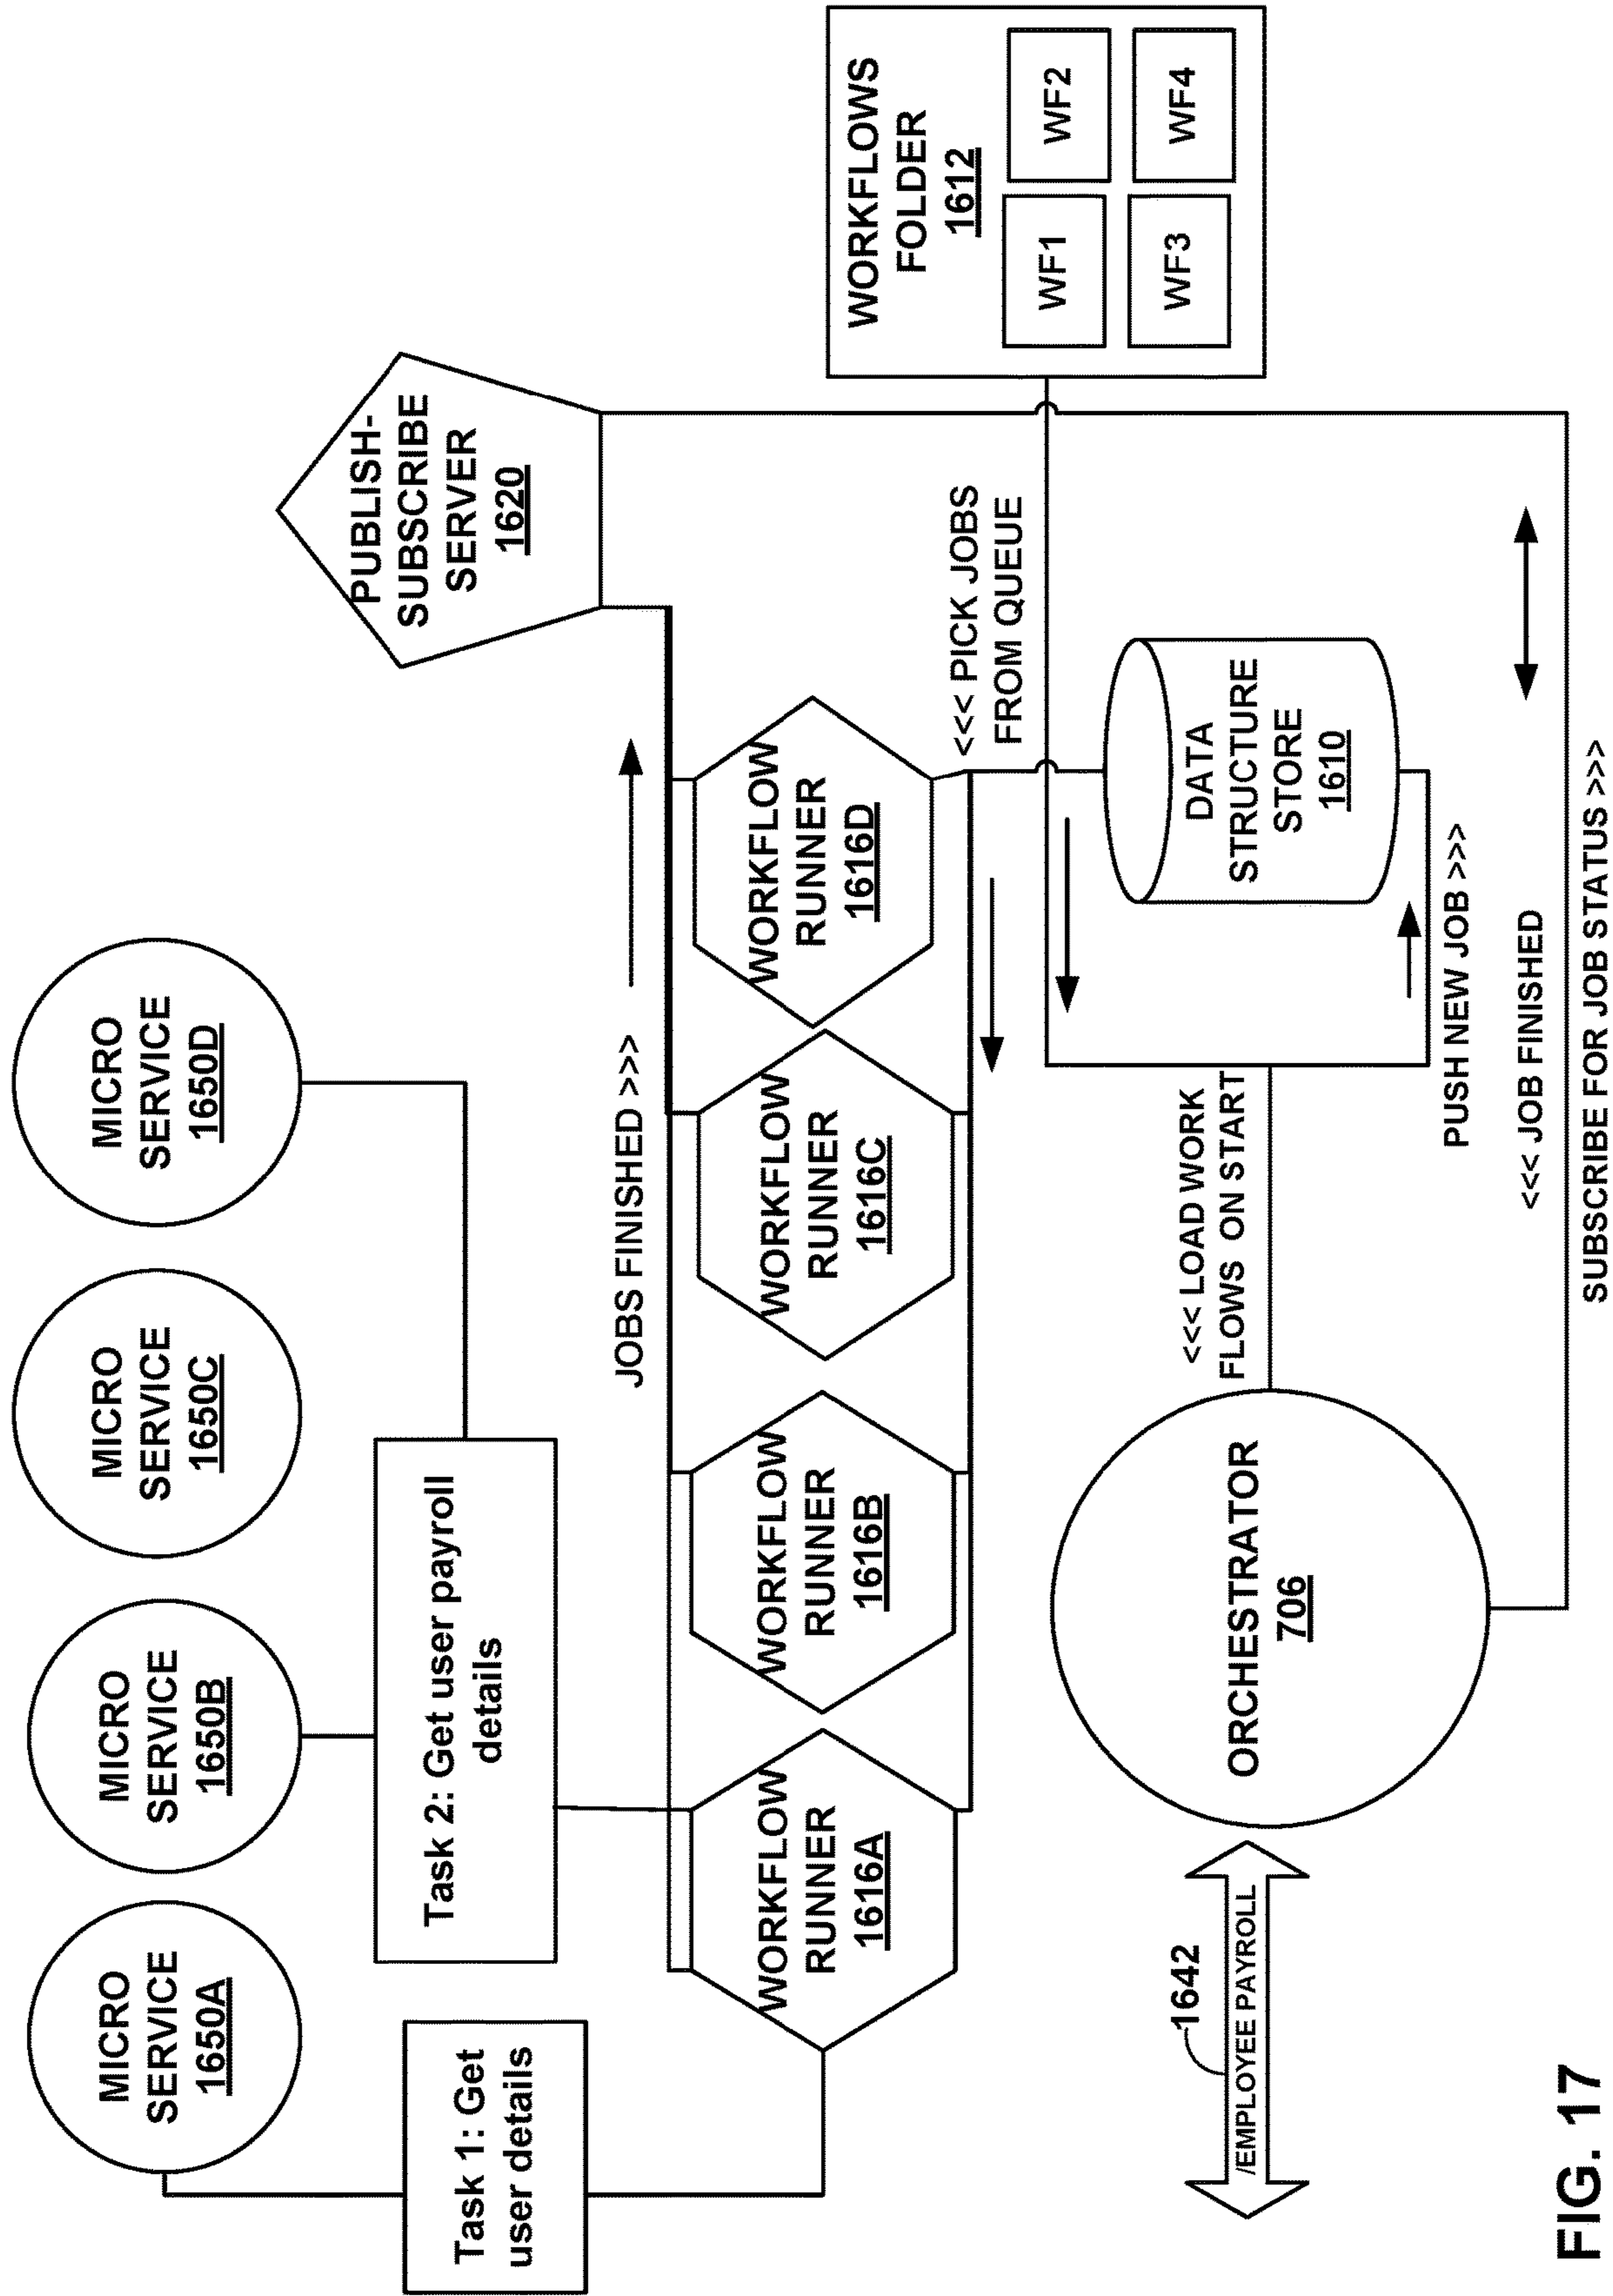 MICRO
SERVICE
1650A
MICRO
SERVICE
1650B
MICRO
SERVICE
1650C
MICRO
SERVICE
1650D
Task 1: Get
user details
Task 2: Get user payroll
details
JOBS FINISHED >>>
PUBLISH-
SUBSCRIBE
SERVER
1620
WORKFLOW
RUNNER
1616A
WORKFLOW
RUNNER
1616B
WORKFLOW
RUNNER
1616C
WORKFLOW
RUNNER
1616D
<<< PICK JOBS
FROM QUEUE
WORKFLOWS
FOLDER
1612
WF1
WF2
WF3
WF4
1642
/EMPLOYEE PAYROLL
ORCHESTRATOR
706
<<< LOAD WORK
FLOWS ON START
DATA
STRUCTURE
STORE
1610
PUSH NEW JOB >>>
<<< JOB FINISHED
SUBSCRIBE FOR JOB STATUS >>>
FIG. 17